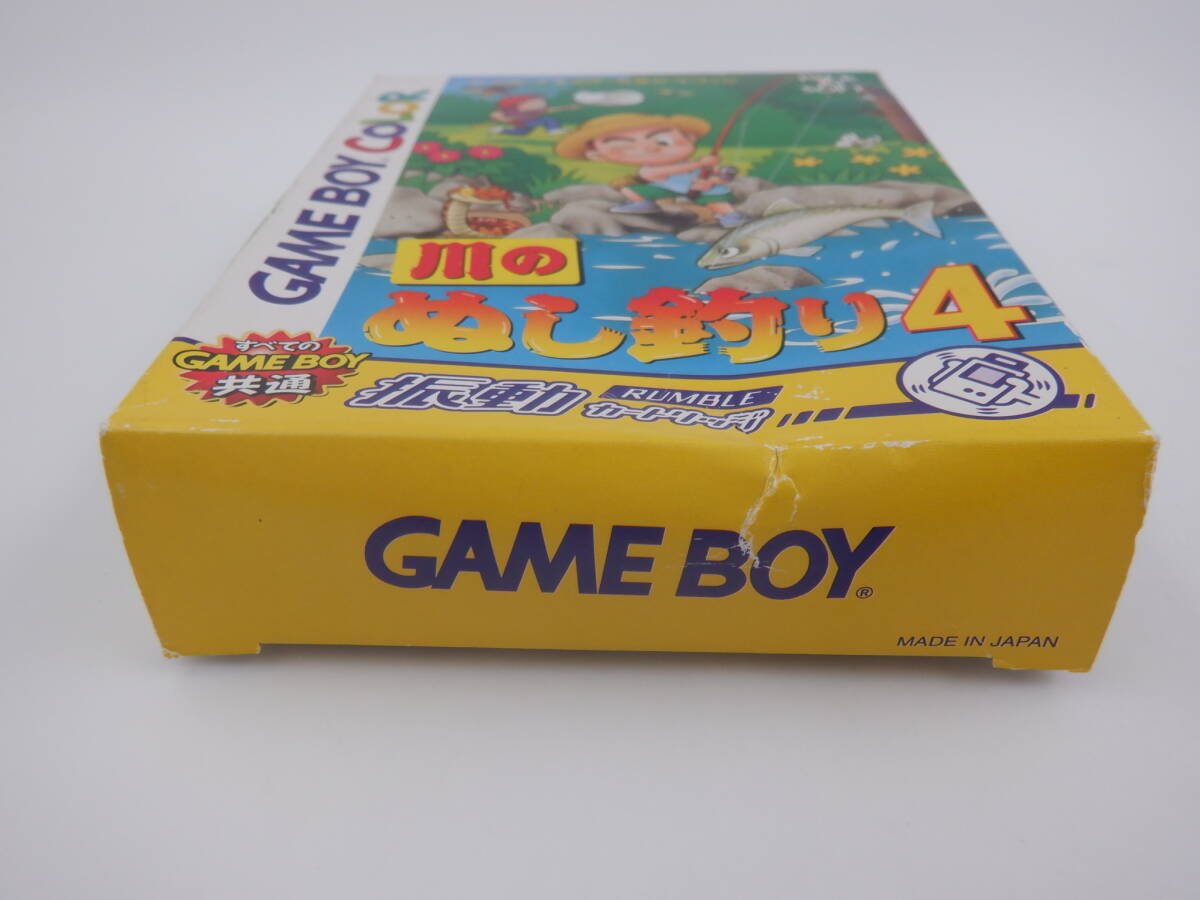 GAME BOY COLOR
川の
ぬし釣り4
すべての
GAME BOY
共通
振動
RUMBLE
カートリッジ
GAME BOY®
MADE IN JAPAN